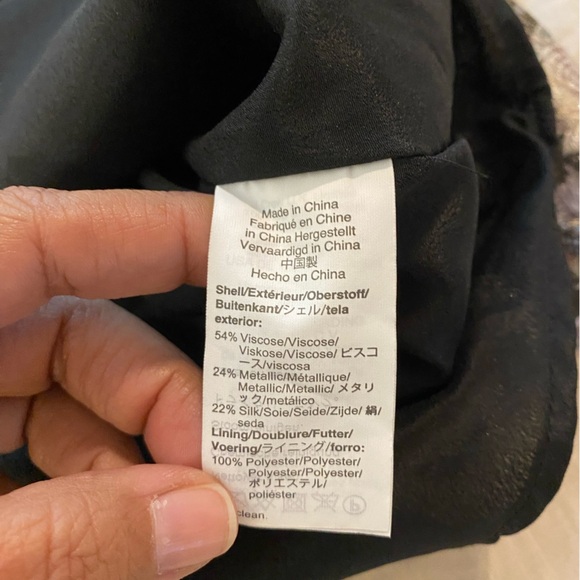 Made in China
Fabriqué en Chine
in China Hergestellt
Vervaardigd in China
中国製
Hecho en China
Shell/Extérieur/Oberstoff/
Buitenkant/シェル/tela
exterior:
54% Viscose/Viscose/
Viskose/Viscose/ ビスコ
ース/viscosa
24% Metallic/Métallique/
Metallic/Metallic/ メタリ
ック/metálico
22% Silk/Soie/Seide/Zijde/ 絹/
seda
Lining/Doublure/Futter/
Voering/ライニング/forro:
100% Polyester/Polyester/
Polyester/Polyester/
ポリエステル/
poliéster
clean.